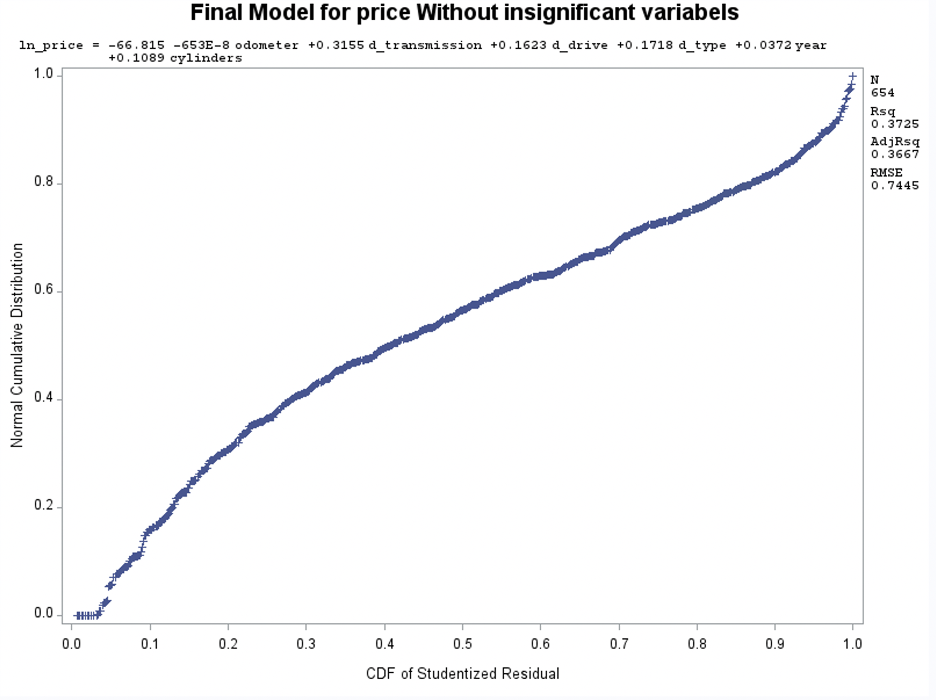 Final Model for price Without insignificant variabels
ln_price = -66.815 -653E-8 odometer +0.3155 d_transmission +0.1623 d_drive +0.1718 d_type +0.0372 year
+0.1089 cylinders
N
654
Rsq
0.3725
AdjRsq
0.3667
RMSE
0.7445
Normal Cumulative Distribution
1.0
0.8
0.6
0.4
0.2
0.0
0.0 0.1 0.2 0.3 0.4 0.5 0.6 0.7 0.8 0.9 1.0
CDF of Studentized Residual